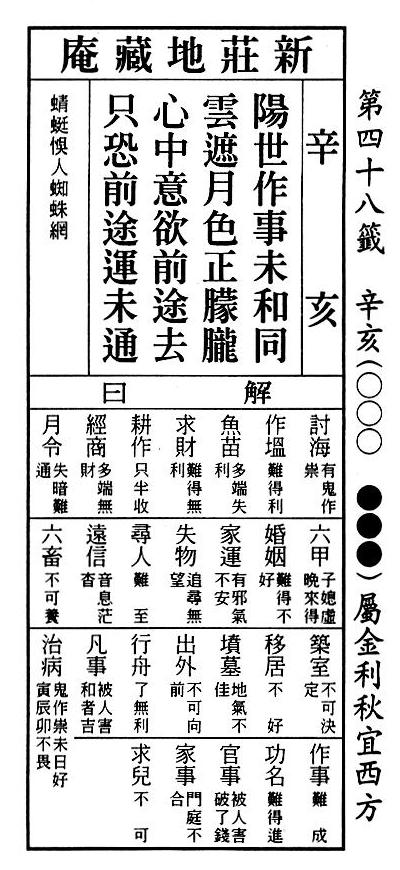 第四十八籤 辛亥(○○○ ●●●)屬金利秋宜西方
新莊地藏庵
辛亥
陽世作事未和同
雲遮月色正朦朧
心中意欲前途去
只恐前途運未通
蜻蜓悞人蜘蛛網
解曰
討海 有鬼作祟
作塭 難得利
魚苗 多端失利
求財 難得無利
耕作 只半收
經商 多端無財
月令 失暗難通
六甲 子媳虛晚來得
婚姻 難得不好
家運 有邪氣不安
失物 追尋無望
尋人 難至
遠信 音息茫杳
六畜 不可養
築室 不可決定
移居 不好
墳墓 地氣不佳
出外 不可向前
行舟 了無利
凡事 被人害和者吉
治病 鬼作祟未日好寅辰卯不畏
作事 難成
功名 難得進
官事 被人害破了錢
家事 門庭不合
求兒 不可